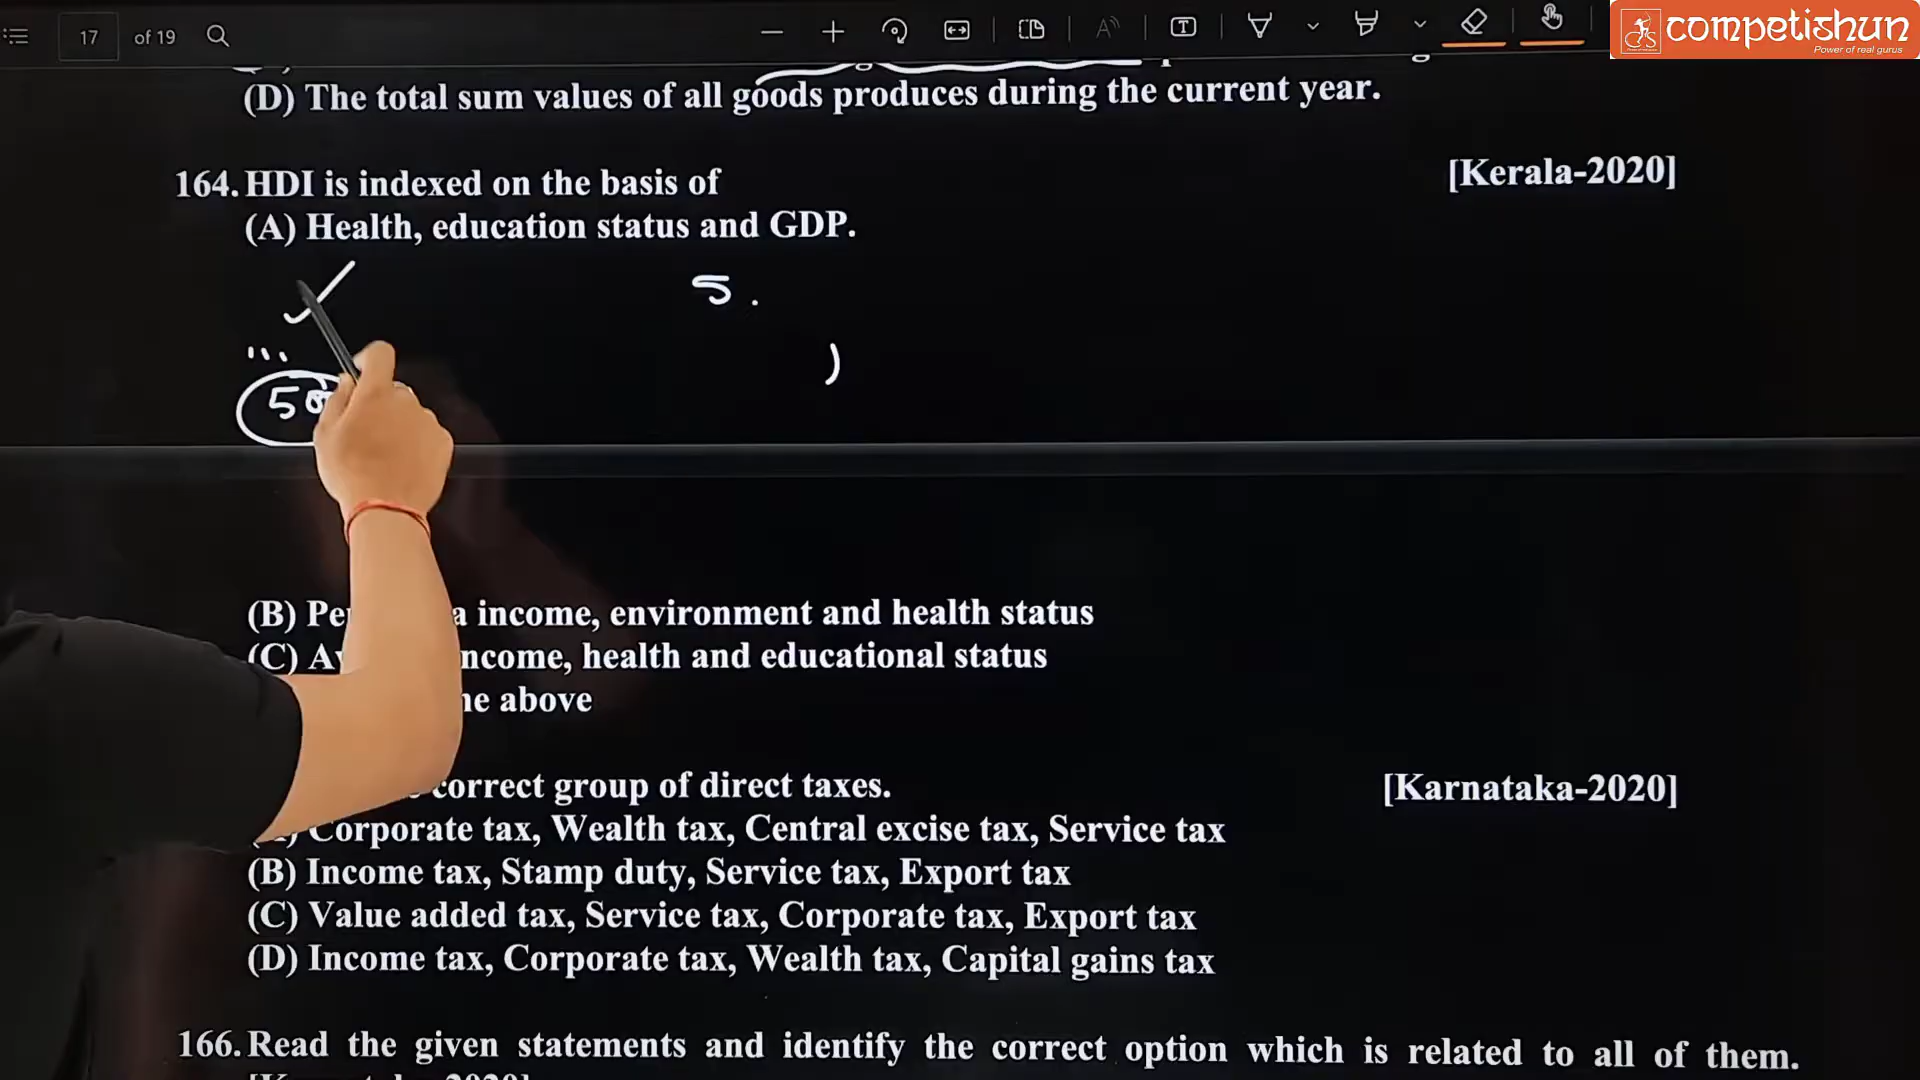 17 of 19
competishun
Power of real gurus
(D) The total sum values of all goods produces during the current year.
164. HDI is indexed on the basis of [Kerala-2020]
(A) Health, education status and GDP.
5 .
)
5
(B) income, environment and health status
(C) health and educational status
above
correct group of direct taxes. [Karnataka-2020]
Corporate tax, Wealth tax, Central excise tax, Service tax
(B) Income tax, Stamp duty, Service tax, Export tax
(C) Value added tax, Service tax, Corporate tax, Export tax
(D) Income tax, Corporate tax, Wealth tax, Capital gains tax
166. Read the given statements and identify the correct option which is related to all of them.